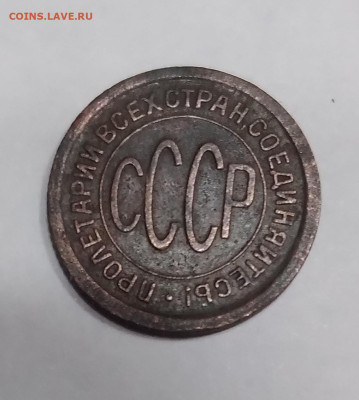 COINS.LAVE.RU
ПРОЛЕТАРИИ ВСЕХ СТРАН, СОЕДИНЯЙТЕСЬ!
СССР